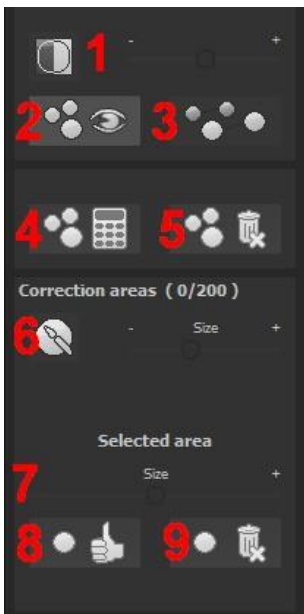 1 - +
2 3
4 5
Correction areas ( 0/200 )
6 - Size +
Selected area
7 Size +
8 9